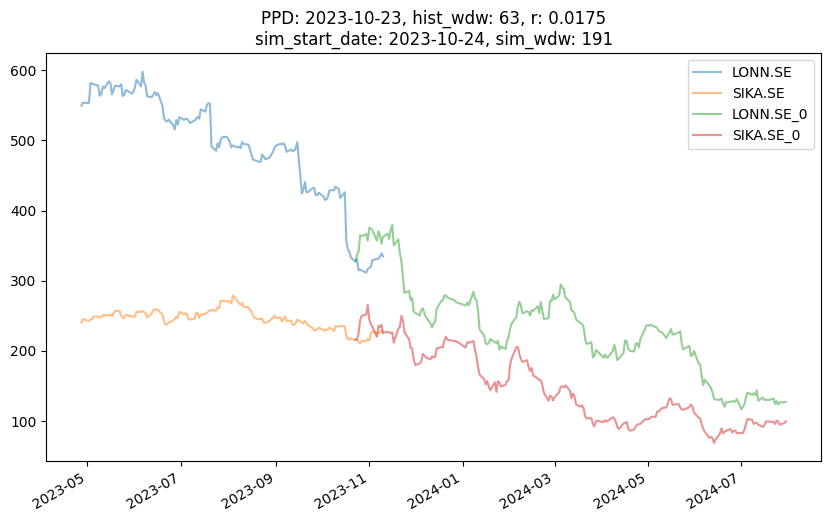 PPD: 2023-10-23, hist_wdw: 63, r: 0.0175
sim_start_date: 2023-10-24, sim_wdw: 191
600
500
400
300
200
100
LONN.SE
SIKA.SE
LONN.SE_0
SIKA.SE_0
2023-05
2023-07
2023-09
2023-11
2024-01
2024-03
2024-05
2024-07